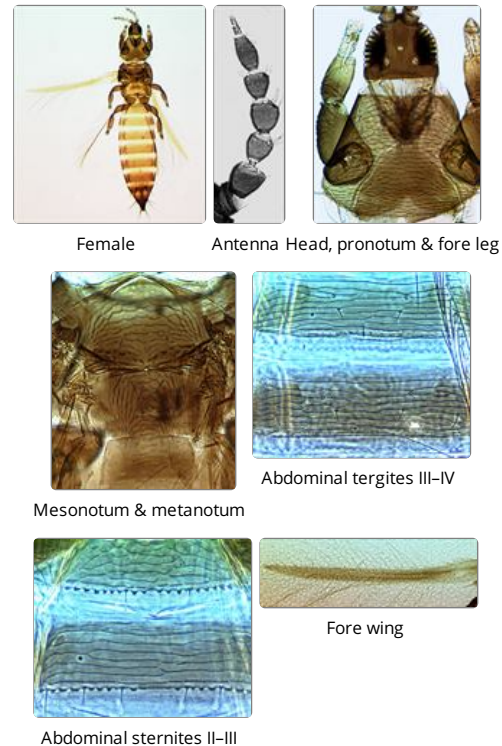 Female
Antenna
Head, pronotum & fore leg
Mesonotum & metanotum
Abdominal tergites III–IV
Abdominal sternites II–III
Fore wing